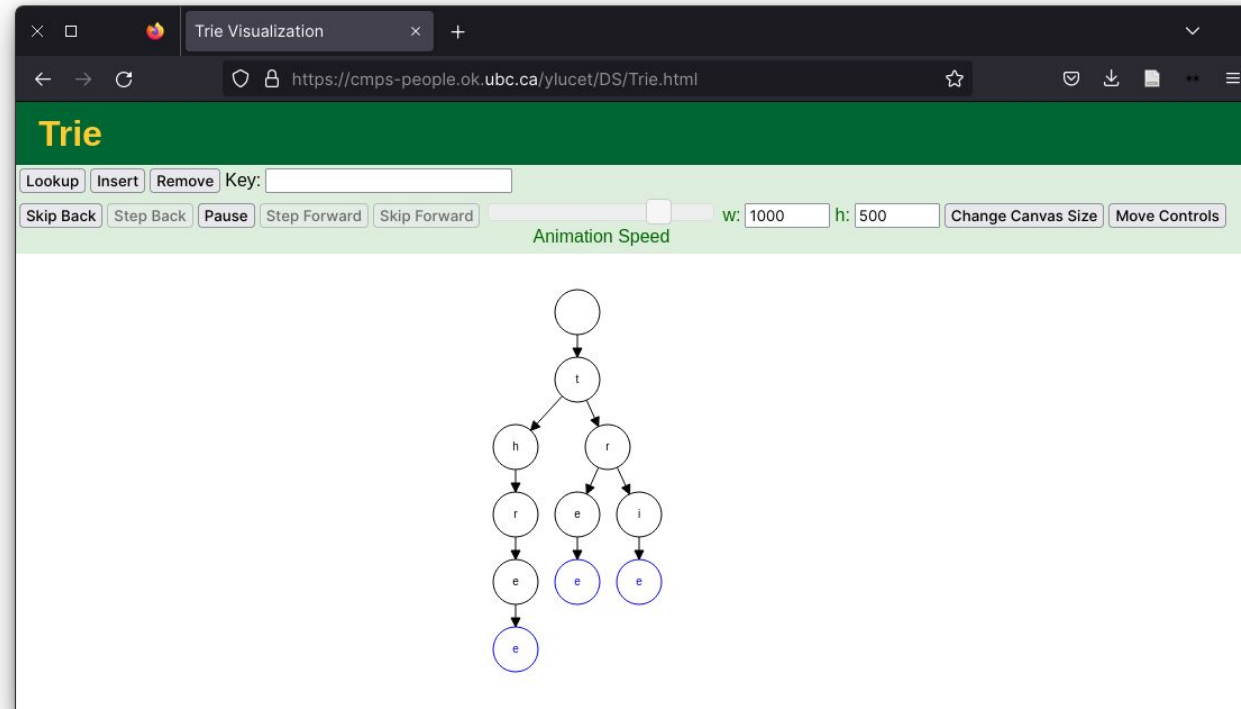 Trie Visualization
https://cmps-people.ok.ubc.ca/ylucet/DS/Trie.html
Trie
Lookup Insert Remove Key:
Skip Back Step Back Pause Step Forward Skip Forward w: 1000 h: 500 Change Canvas Size Move Controls
Animation Speed
t
h r
r e i
e e e
e